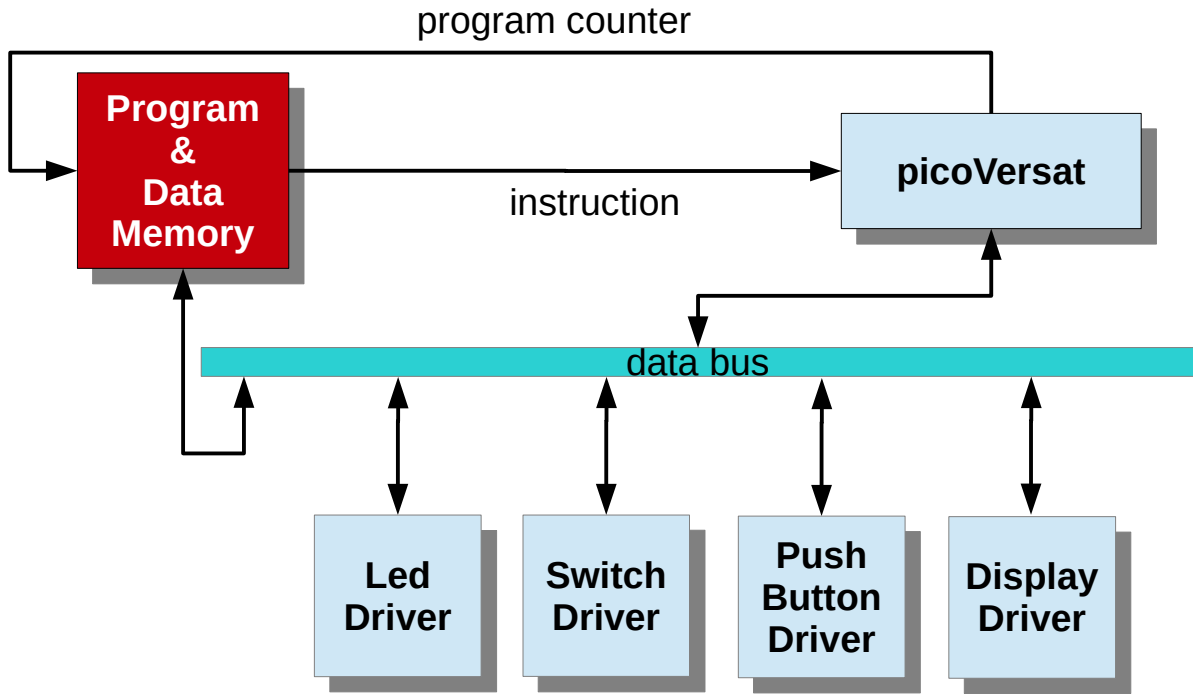 program counter
Program
&
Data
Memory
picoVersat
instruction
data bus
Led
Driver
Switch
Driver
Push
Button
Driver
Display
Driver